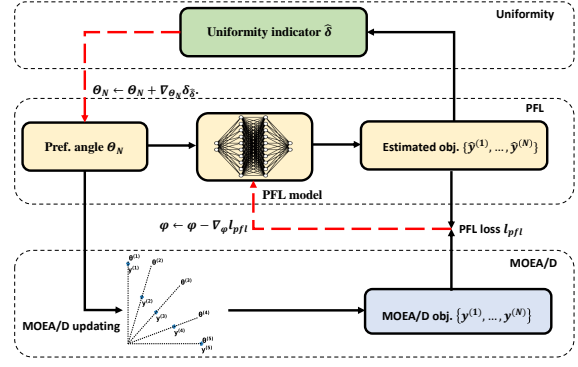 Uniformity
Uniformity indicator δ̂
Θ_N ← Θ_N + ∇_{Θ_N} δ_{δ̂}.
PFL
Pref. angle Θ_N
Estimated obj. {ŷ^(1), ..., ŷ^(N)}
PFL model
φ ← φ − ∇_φ l_pfl
PFL loss l_pfl
MOEA/D
θ^(1)
y^(1)
θ^(2)
y^(2)
θ^(3)
y^(3)
θ^(4)
y^(4)
θ^(5)
y^(5)
MOEA/D updating
MOEA/D obj. {y^(1), ..., y^(N)}